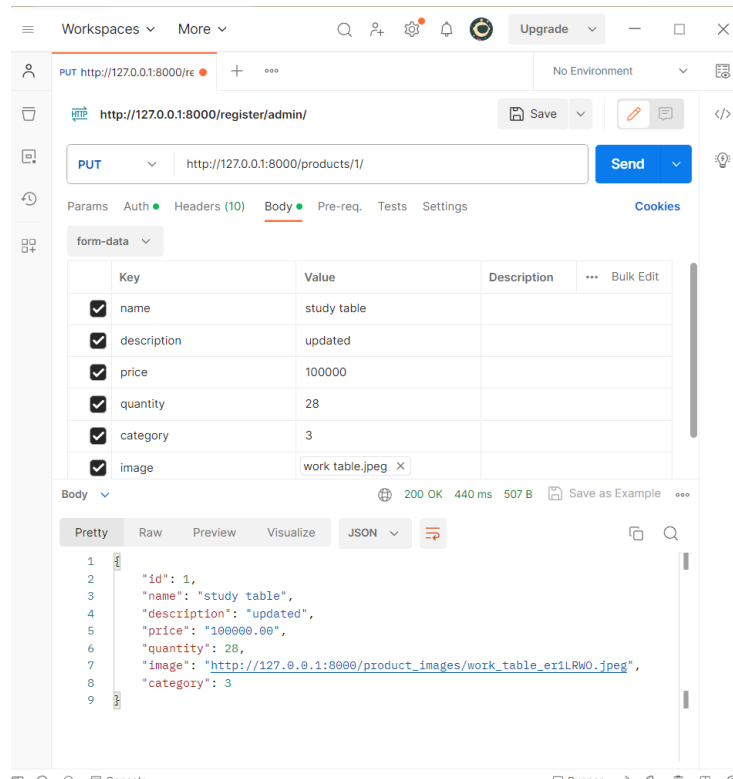 Workspaces More Upgrade
PUT http://127.0.0.1:8000/re No Environment
HTTP http://127.0.0.1:8000/register/admin/ Save
PUT http://127.0.0.1:8000/products/1/ Send
Params Auth Headers (10) Body Pre-req. Tests Settings Cookies
form-data
Key Value Description Bulk Edit
name study table
description updated
price 100000
quantity 28
category 3
image work table.jpeg
Body 200 OK 440 ms 507 B Save as Example
Pretty Raw Preview Visualize JSON
1 {
2 "id": 1,
3 "name": "study table",
4 "description": "updated",
5 "price": "100000.00",
6 "quantity": 28,
7 "image": "http://127.0.0.1:8000/product_images/work_table_er1LRWO.jpeg",
8 "category": 3
9 }